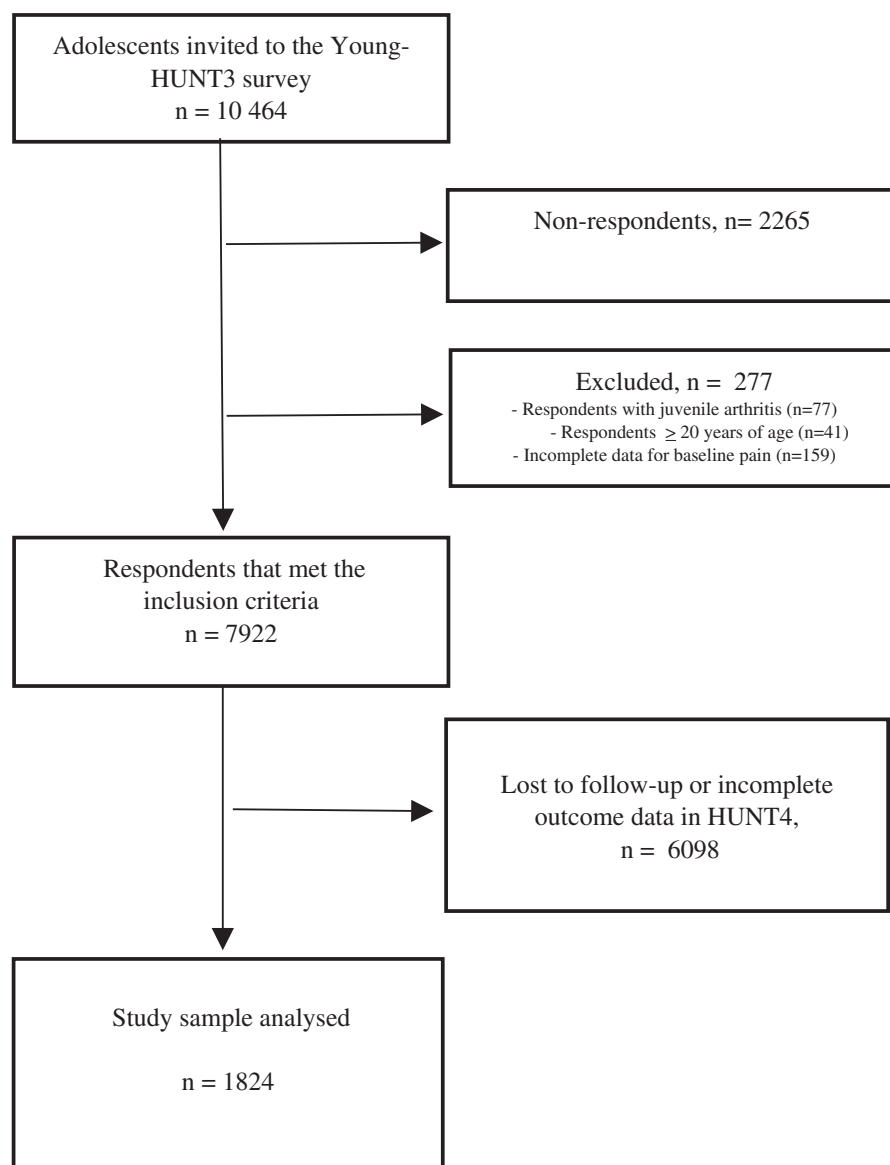 Adolescents invited to the Young-
HUNT3 survey
n = 10 464
Non-respondents, n= 2265
Excluded, n = 277
- Respondents with juvenile arthritis (n=77)
- Respondents ≥ 20 years of age (n=41)
- Incomplete data for baseline pain (n=159)
Respondents that met the
inclusion criteria
n = 7922
Lost to follow-up or incomplete
outcome data in HUNT4,
n = 6098
Study sample analysed
n = 1824